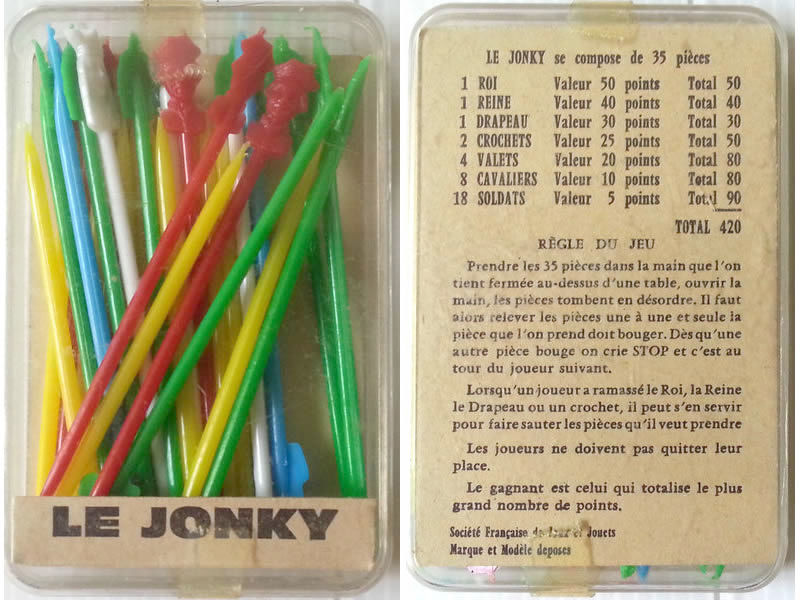 LE JONKY
LE JONKY se compose de 35 pièces
1 ROI Valeur 50 points Total 50
1 REINE Valeur 40 points Total 40
1 DRAPEAU Valeur 30 points Total 30
2 CROCHETS Valeur 25 points Total 50
4 VALETS Valeur 20 points Total 80
8 CAVALIERS Valeur 10 points Total 80
18 SOLDATS Valeur 5 points Total 90
TOTAL 420
RÈGLE DU JEU
Prendre les 35 pièces dans la main que l'on
tient fermée au-dessus d'une table, ouvrir la
main, les pièces tombent en désordre. Il faut
alors relever les pièces une à une et seule la
pièce que l'on prend doit bouger. Dès qu'une
autre pièce bouge on crie STOP et c'est au
tour du joueur suivant.
Lorsqu'un joueur a ramassé le Roi, la Reine
le Drapeau ou un crochet, il peut s'en servir
pour faire sauter les pièces qu'il veut prendre
Les joueurs ne doivent pas quitter leur
place.
Le gagnant est celui qui totalise le plus
grand nombre de points.
Société Française de Jeux et Jouets
Marque et Modèle deposes